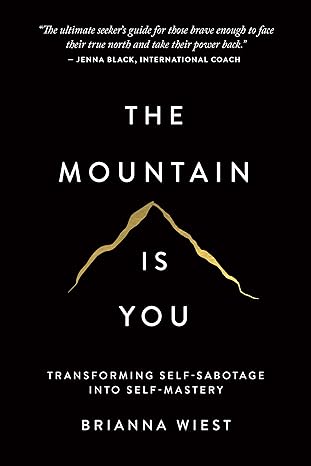 “The ultimate seeker’s guide for those brave enough to face
their true north and take their power back.”
— JENNA BLACK, INTERNATIONAL COACH
THE
MOUNTAIN
IS
YOU
TRANSFORMING SELF-SABOTAGE
INTO SELF-MASTERY
BRIANNA WIEST